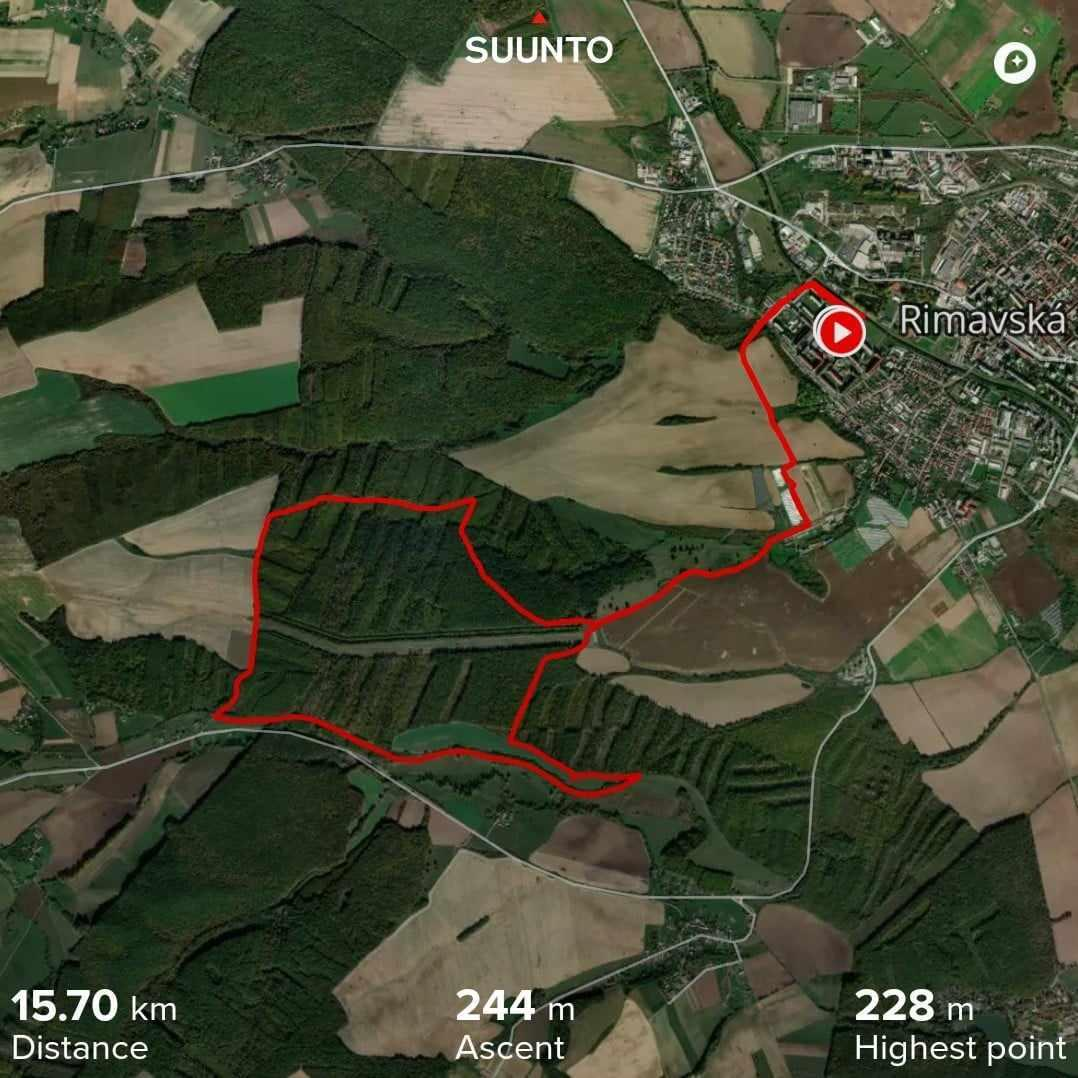 SUUNTO
Rimavská
15.70 km
Distance
244 m
Ascent
228 m
Highest point